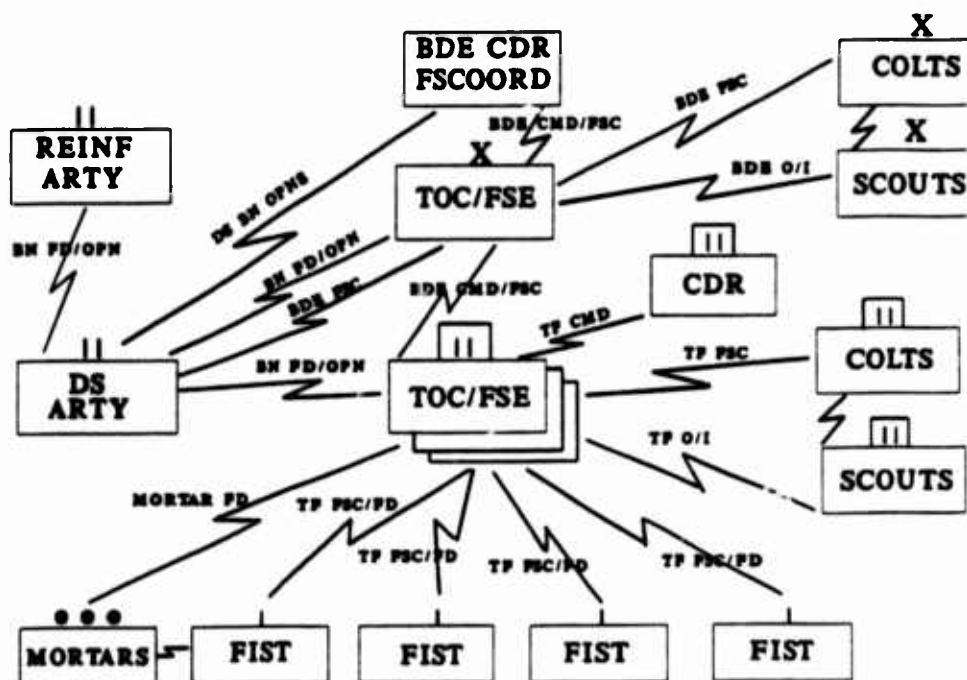 BDE CDR
FSCOORD
X
COLTS
REINF
ARTY
BDE FSC
BDE CMD/FSC
X
TOC/FSE
X
SCOUTS
DS BN OPNS
BDE O/I
BN FD/OPN
BN FD/OPN
BDE FSC
BDE CMD/FSC
CDR
TF CMD
DS
ARTY
BN FD/OPN
TOC/FSE
TF FSC
COLTS
TF O/I
SCOUTS
MORTAR FD
TF FSC/FD
TF FSC/FD
TF FSC/FD
TF FSC/FD
MORTARS
FIST
FIST
FIST
FIST